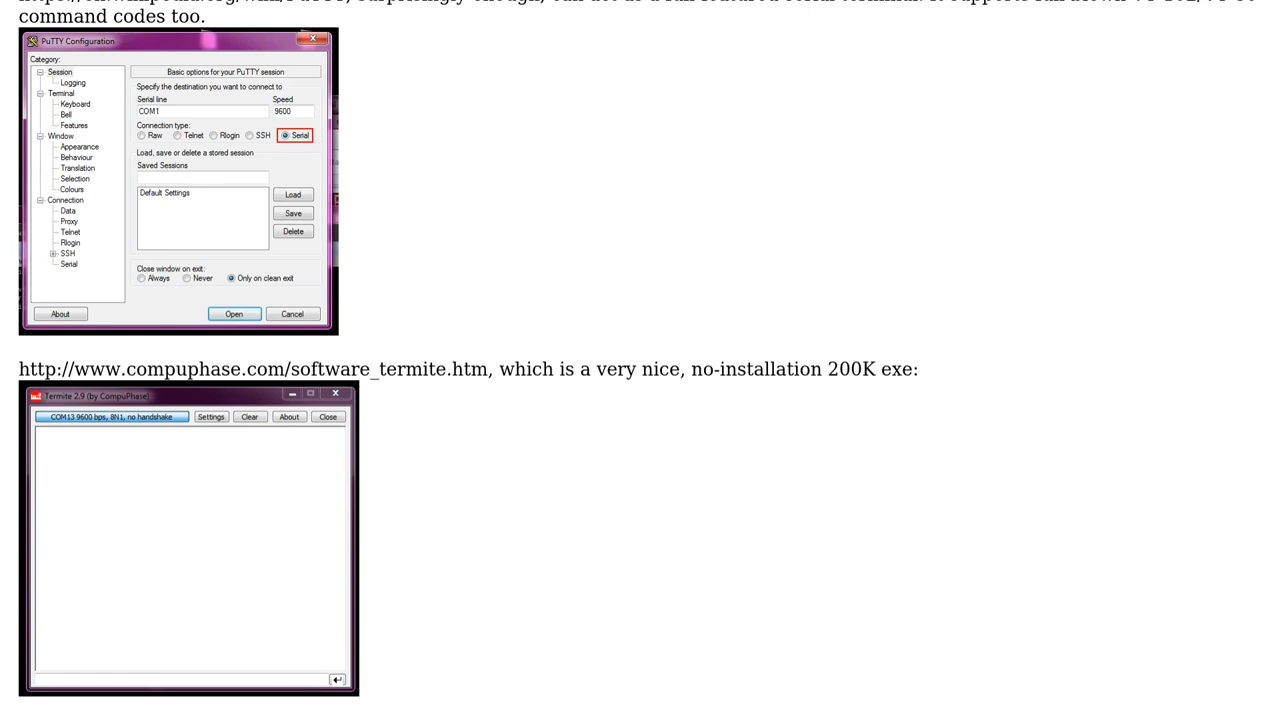 command codes too.
PuTTY Configuration
Category:
Session
Logging
Terminal
Keyboard
Bell
Features
Window
Appearance
Behaviour
Translation
Selection
Colours
Connection
Data
Proxy
Telnet
Rlogin
SSH
Serial
Basic options for your PuTTY session
Specify the destination you want to connect to
Serial line Speed
COM1 9600
Connection type:
Raw Telnet Rlogin SSH Serial
Load, save or delete a stored session
Saved Sessions
Default Settings
Load
Save
Delete
Close window on exit:
Always Never Only on clean exit
About Open Cancel
http://www.compuphase.com/software_termite.htm, which is a very nice, no-installation 200K exe:
Termite 2.9 (by CompuPhase)
COM13 9600 bps, 8N1, no handshake Settings Clear About Close